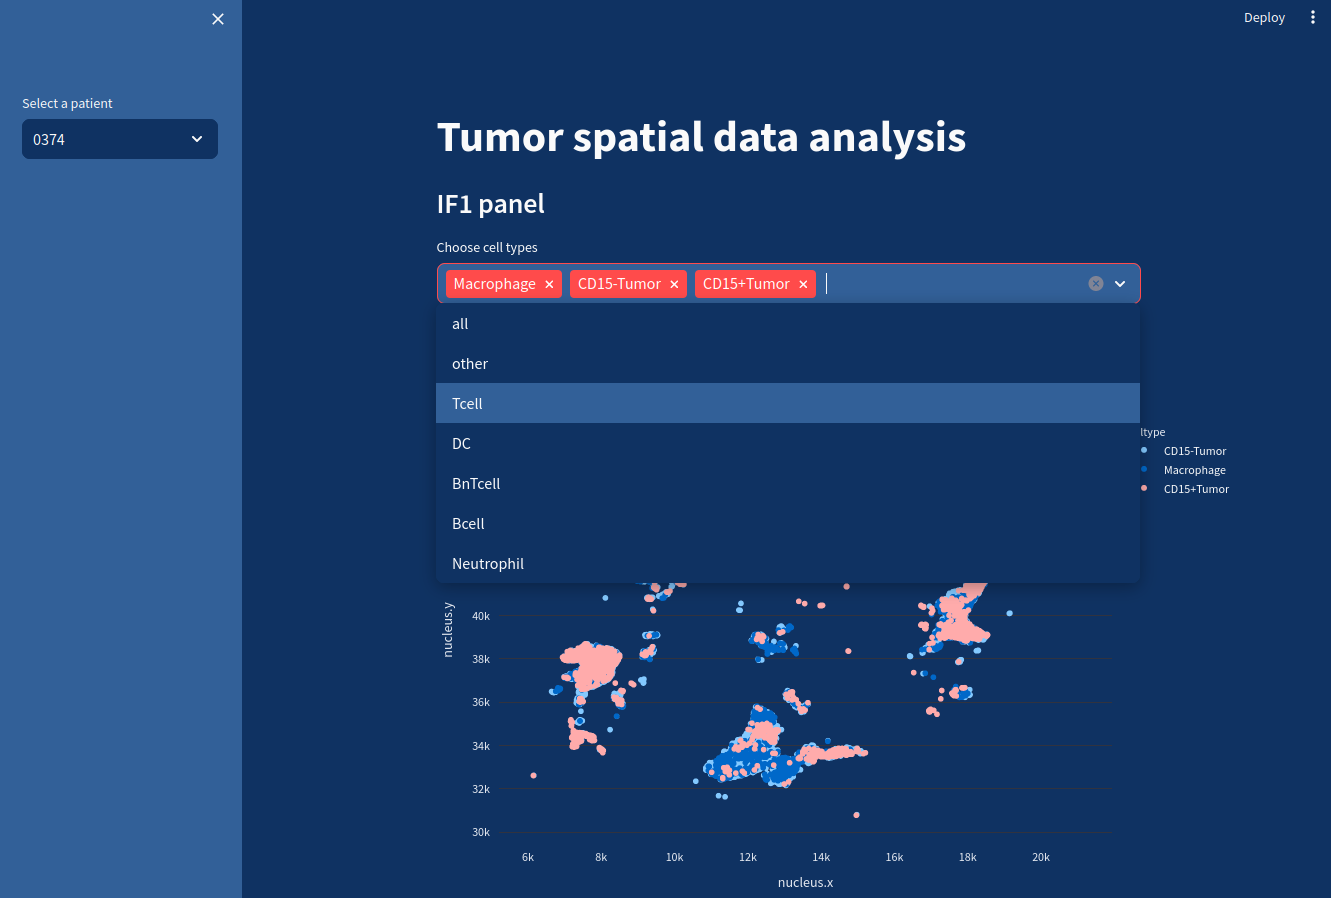 Deploy
Select a patient
0374
Tumor spatial data analysis
IF1 panel
Choose cell types
Macrophage CD15-Tumor CD15+Tumor
all
other
Tcell
DC
BnTcell
Bcell
Neutrophil
ltype
CD15-Tumor
Macrophage
CD15+Tumor
nucleus.y
40k
38k
36k
34k
32k
30k
6k 8k 10k 12k 14k 16k 18k 20k
nucleus.x